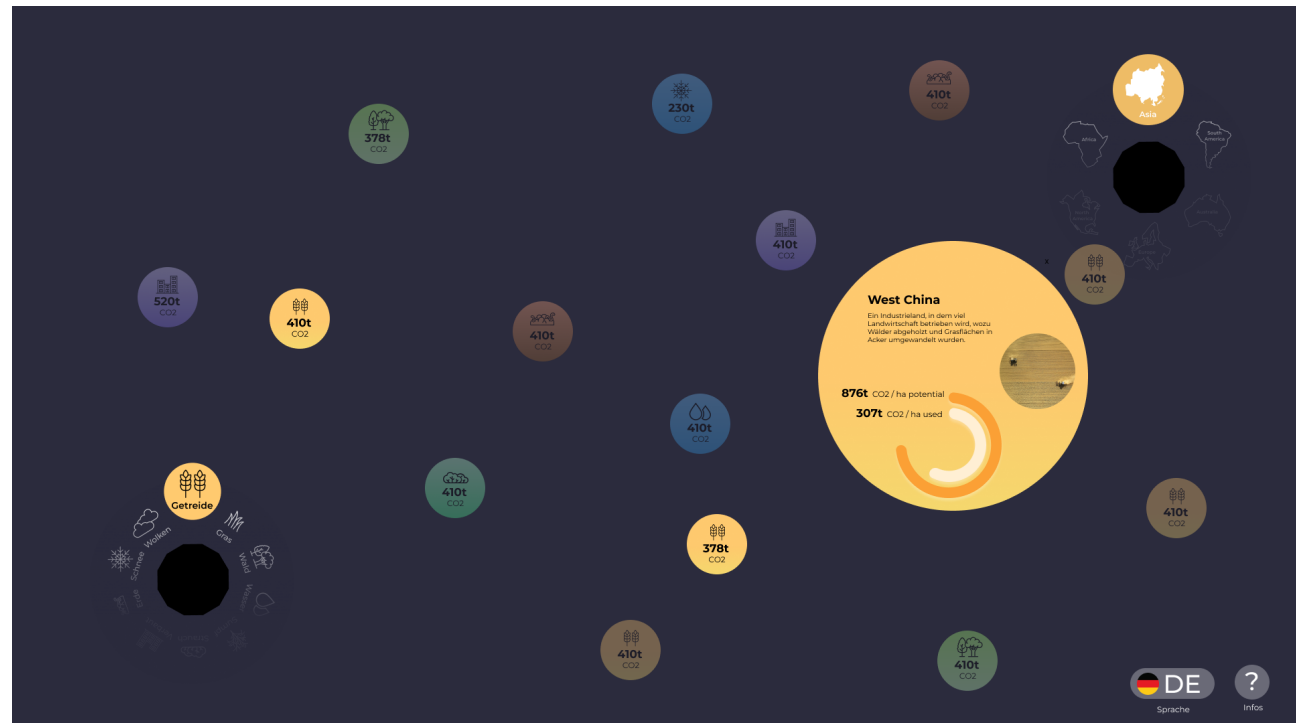 230t
CO2
410t
CO2
Asia
378t
CO2
Africa
South
America
410t
CO2
410t
CO2
520t
CO2
410t
CO2
410t
CO2
West China
Ein Industrieland, in dem viel
Landwirtschaft betrieben wird, wozu
Wälder abgeholzt und Grasflächen in
Acker umgewandelt wurden.
876t CO2 / ha potential
307t CO2 / ha used
410t
CO2
410t
CO2
410t
CO2
378t
CO2
Getreide
Wolken
Gras
Schnee
Wald
Wasser
Erde
410t
CO2
410t
CO2
DE
Sprache
?
Infos